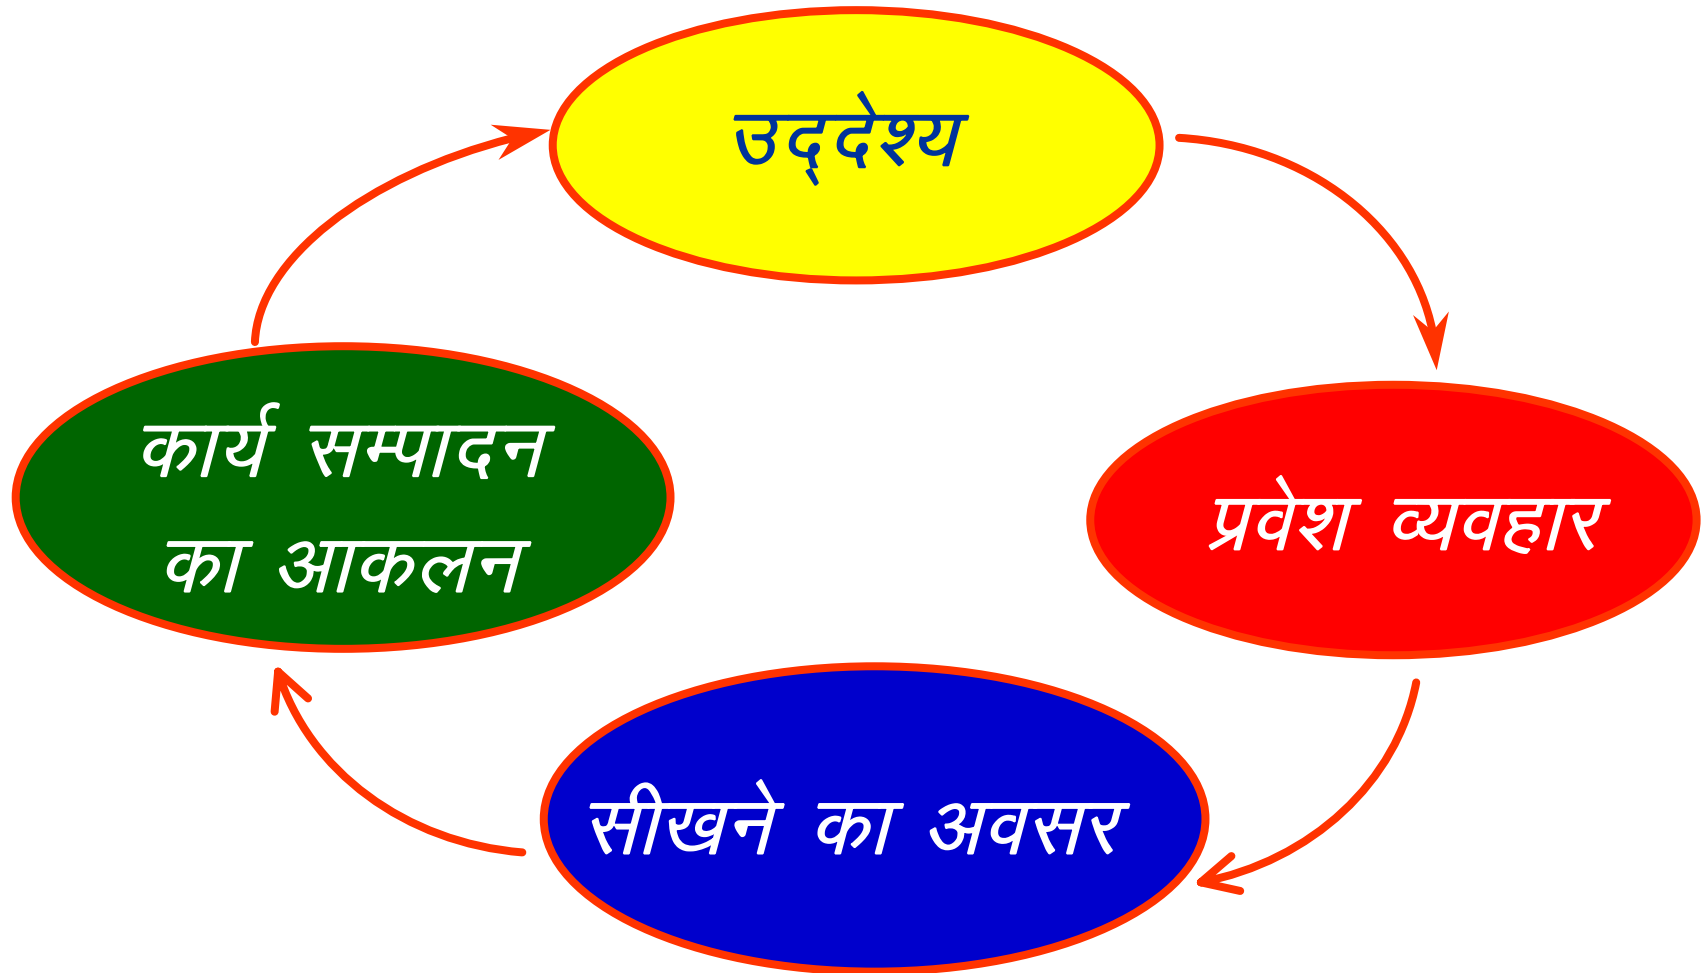 उद्‌देश्य
प्रवेश व्यवहार
सीखने का अवसर
कार्य सम्पादन
का आकलन